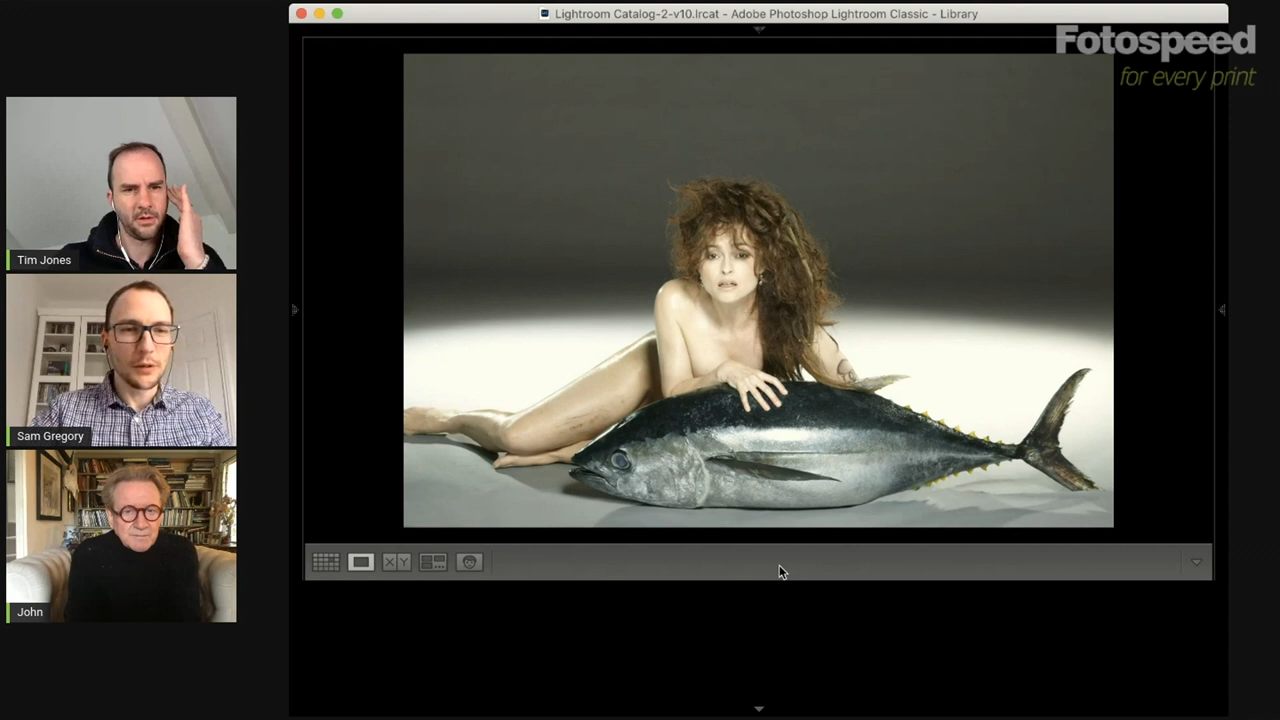 Lightroom Catalog-2-v10.lrcat - Adobe Photoshop Lightroom Classic - Library
Fotospeed
for every print
Tim Jones
Sam Gregory
John
X Y